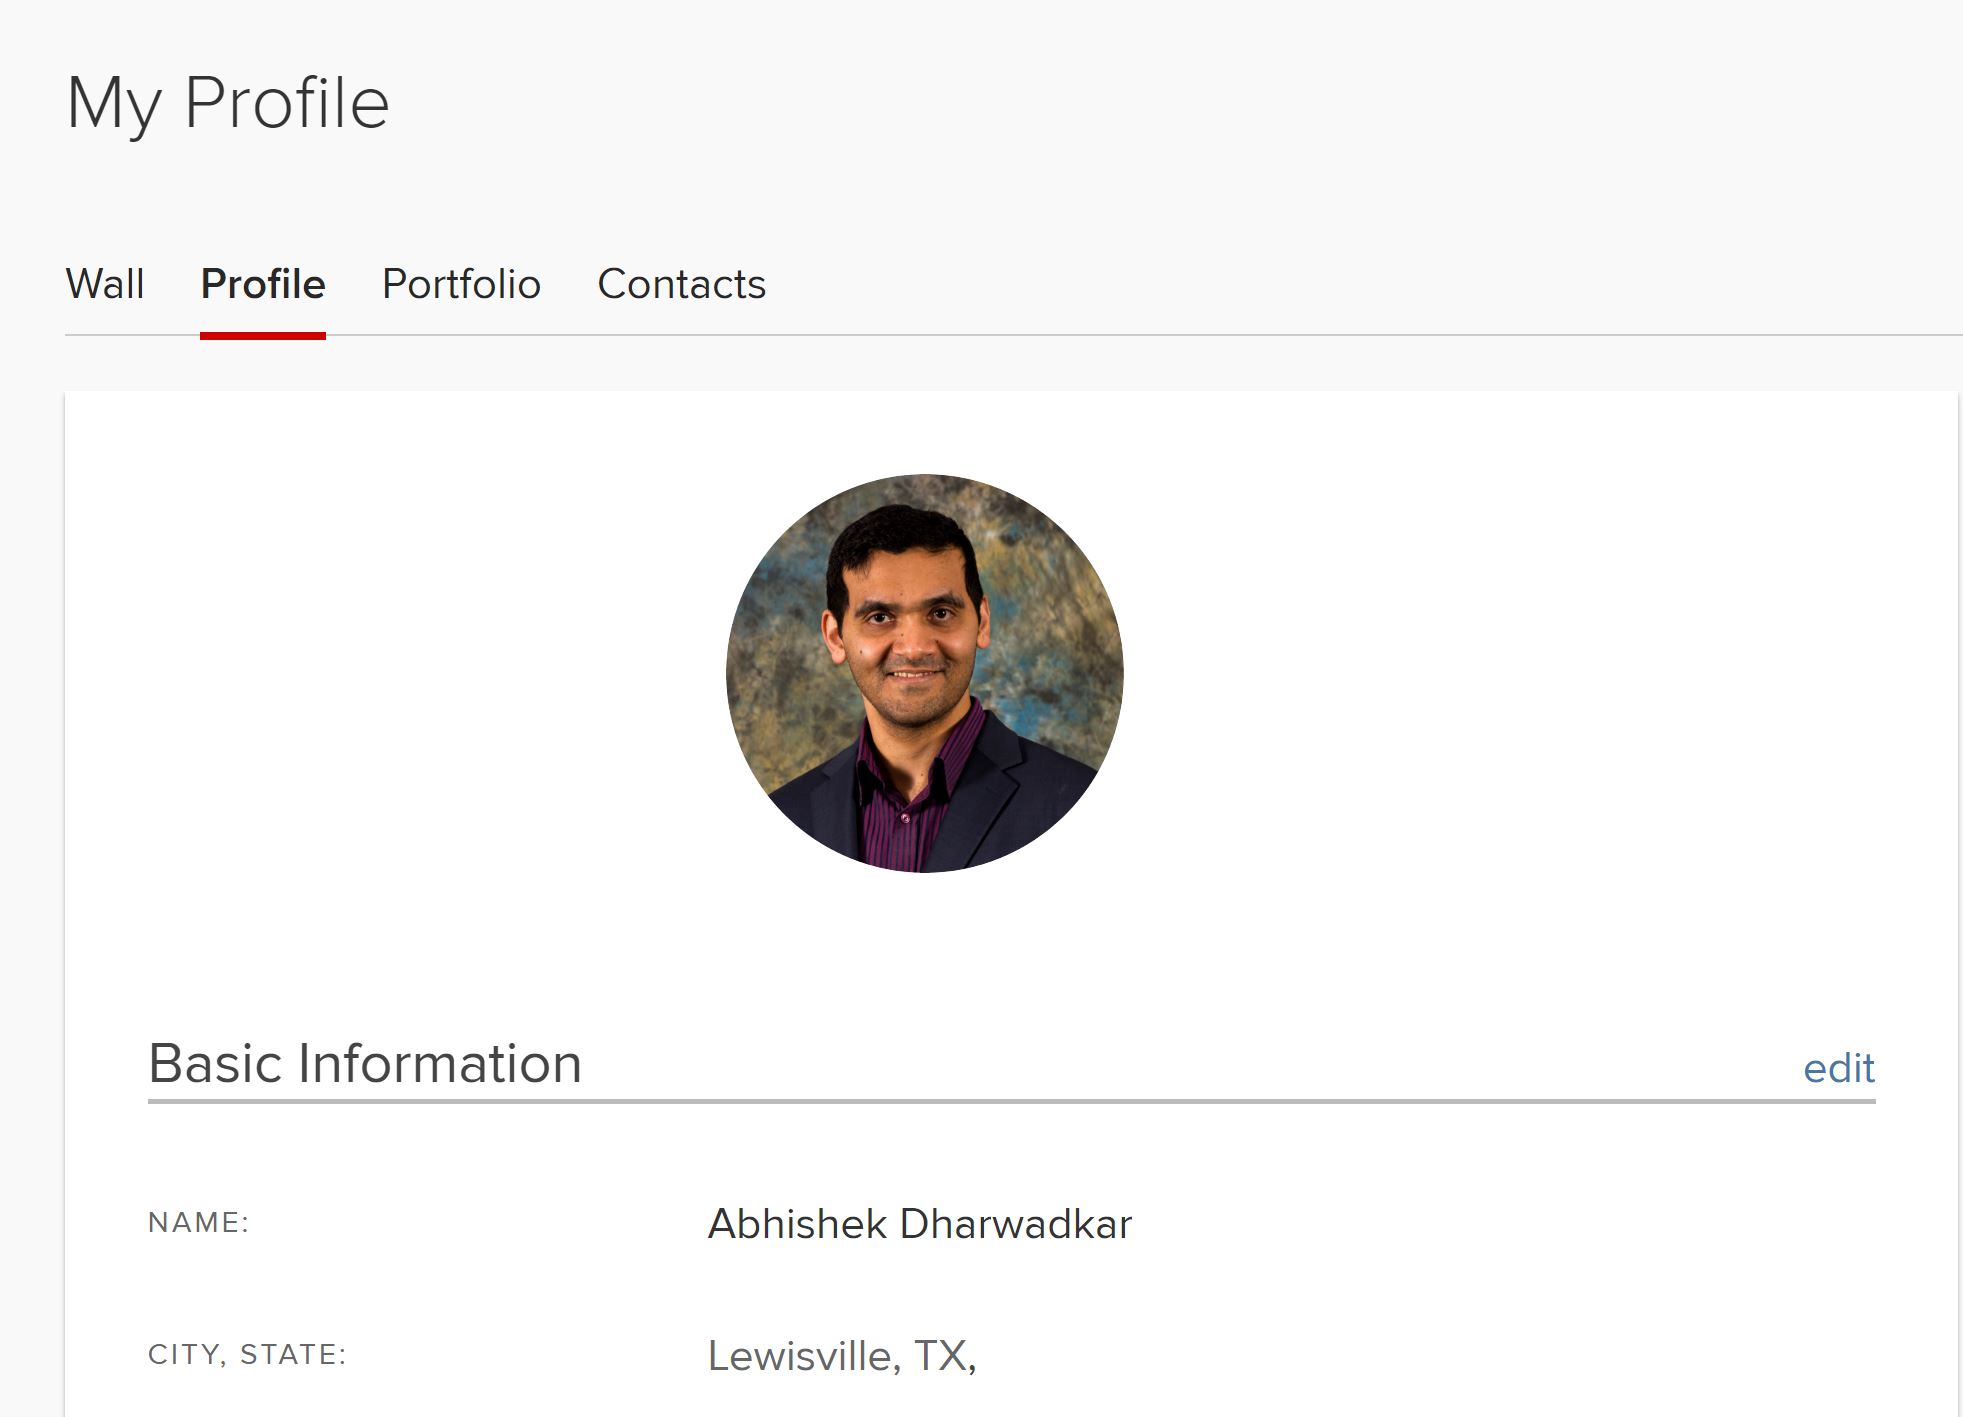 My Profile
Wall Profile Portfolio Contacts
Basic Information edit
NAME: Abhishek Dharwadkar
CITY, STATE: Lewisville, TX,